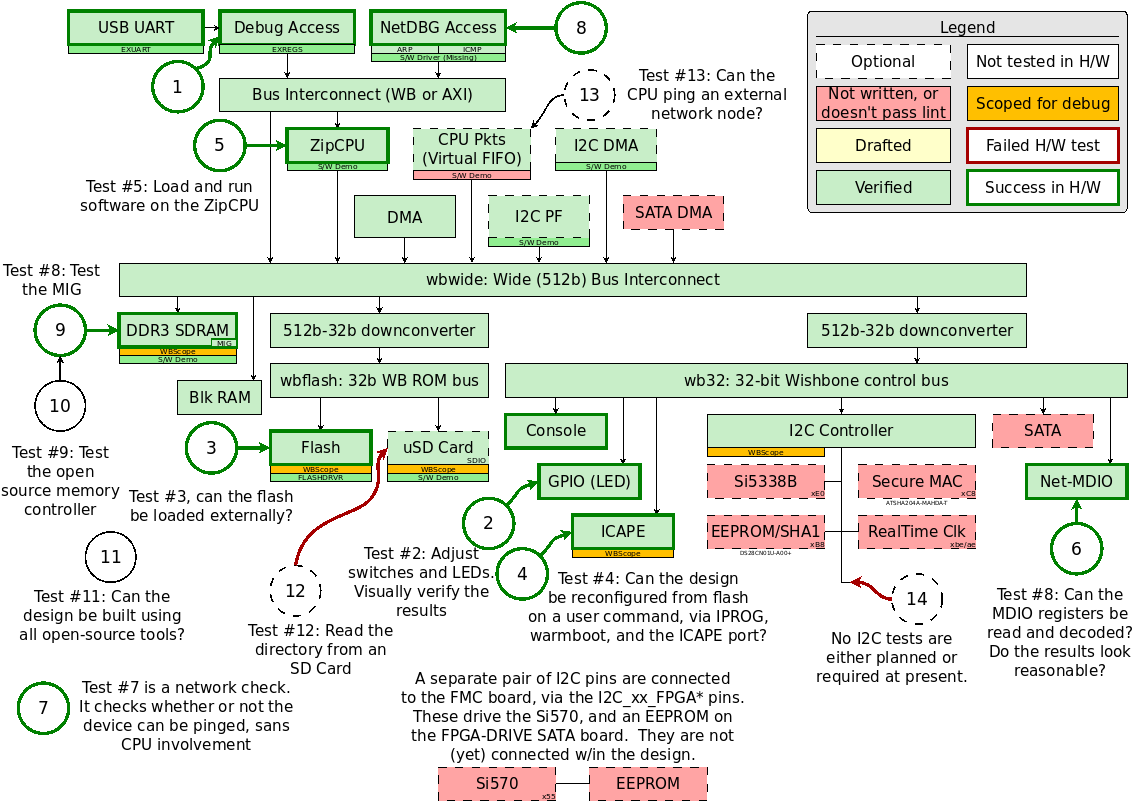 USB UART
EXUART
Debug Access
EXREGS
NetDBG Access
ARP
ICMP
S/W Driver (Missing)
8
1
Bus Interconnect (WB or AXI)
13
Test #13: Can the
CPU ping an external
network node?
Legend
Optional
Not tested in H/W
Not written, or
doesn't pass lint
Scoped for debug
Drafted
Failed H/W test
Verified
Success in H/W
5
ZipCPU
S/W Demo
CPU Pkts
(Virtual FIFO)
S/W Demo
I2C DMA
S/W Demo
Test #5: Load and run
software on the ZipCPU
DMA
I2C PF
S/W Demo
SATA DMA
wbwide: Wide (512b) Bus Interconnect
Test #8: Test
the MIG
9
DDR3 SDRAM
MIG
WBScope
S/W Demo
512b-32b downconverter
512b-32b downconverter
10
Blk RAM
wbflash: 32b WB ROM bus
wb32: 32-bit Wishbone control bus
Test #9: Test
the open
source memory
controller
3
Flash
WBScope
FLASHDRVR
uSD Card
SDIO
WBScope
S/W Demo
Console
I2C Controller
WBScope
SATA
Test #3, can the flash
be loaded externally?
GPIO (LED)
Si5338B
xE0
Secure MAC
xC8
ATSHA204A-MAHDA-T
Net-MDIO
2
ICAPE
WBScope
EEPROM/SHA1
xB8
DS28CN01U-A00+
RealTime Clk
xbe/ae
11
Test #11: Can the
design be built using
all open-source tools?
12
Test #12: Read the
directory from an
SD Card
Test #2: Adjust
switches and LEDs.
Visually verify the
results
4
Test #4: Can the design
be reconfigured from flash
on a user command, via IPROG,
warmboot, and the ICAPE port?
14
No I2C tests are
either planned or
required at present.
6
Test #8: Can the
MDIO registers be
read and decoded?
Do the results look
reasonable?
7
Test #7 is a network check.
It checks whether or not the
device can be pinged, sans
CPU involvement
A separate pair of I2C pins are connected
to the FMC board, via the I2C_xx_FPGA* pins.
These drive the Si570, and an EEPROM on
the FPGA-DRIVE SATA board. They are not
(yet) connected w/in the design.
Si570
x55
EEPROM